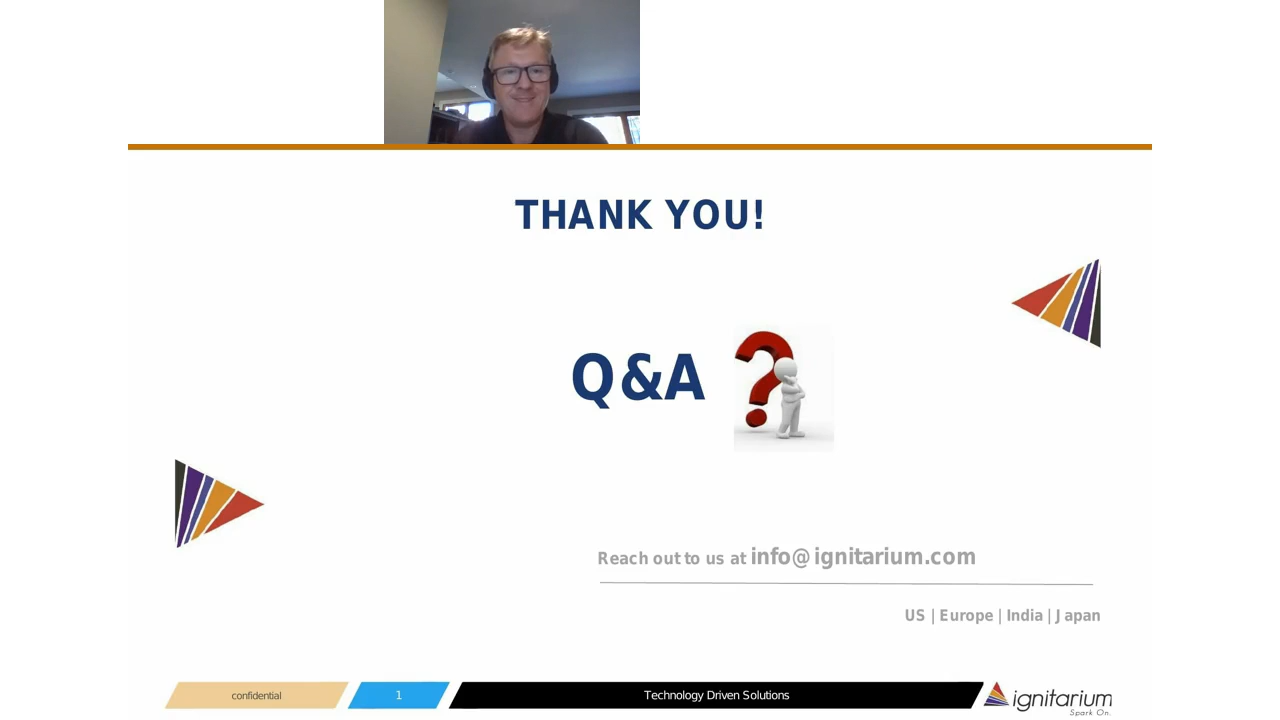 THANK YOU!
Q&A
Reach out to us at info@ignitarium.com
US | Europe | India | Japan
confidential
1
Technology Driven Solutions
ignitarium
Spark On.